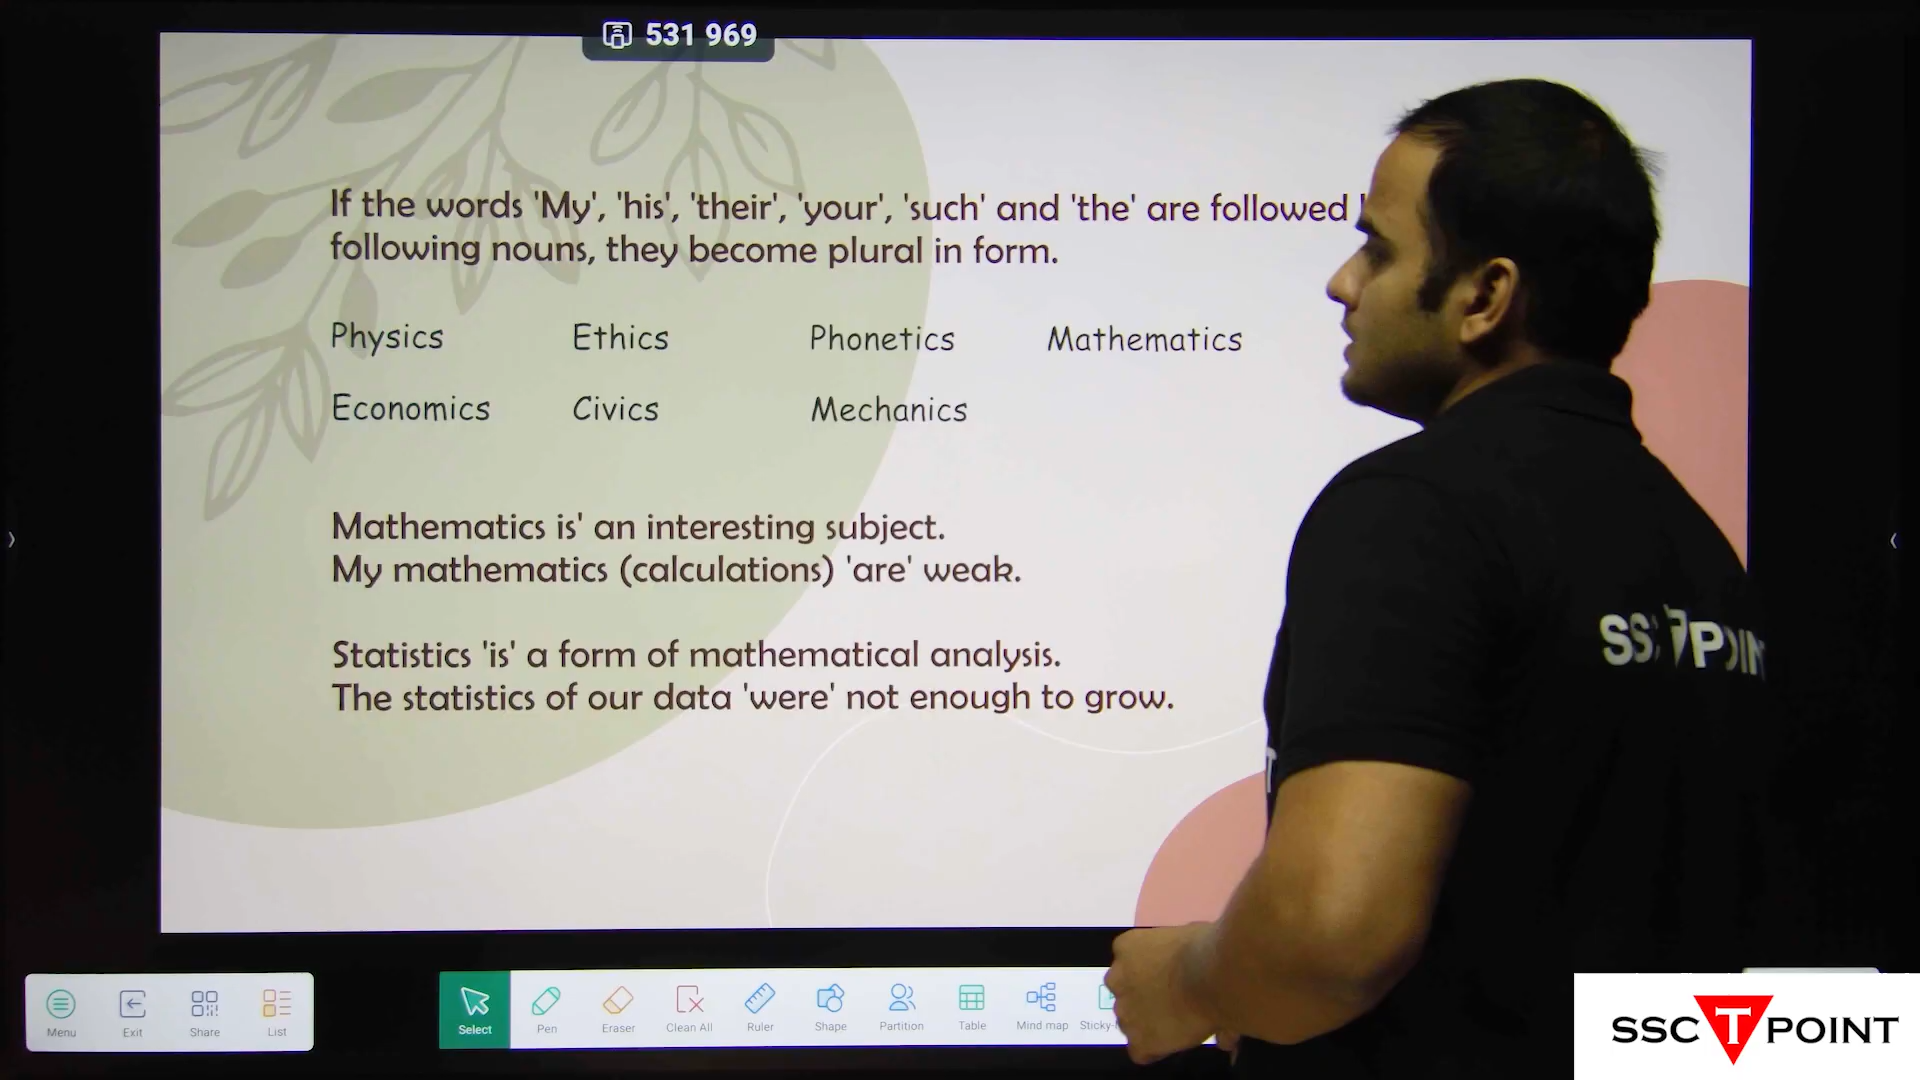 531 969
If the words 'My', 'his', 'their', 'your', 'such' and 'the' are followed
following nouns, they become plural in form.
Physics Ethics Phonetics Mathematics
Economics Civics Mechanics
Mathematics is' an interesting subject.
My mathematics (calculations) 'are' weak.
Statistics 'is' a form of mathematical analysis.
The statistics of our data 'were' not enough to grow.
SSC T POINT
Menu Exit Share List
Select Pen Eraser Clean All Ruler Shape Partition Table Mind map Sticky-
SSC T POINT